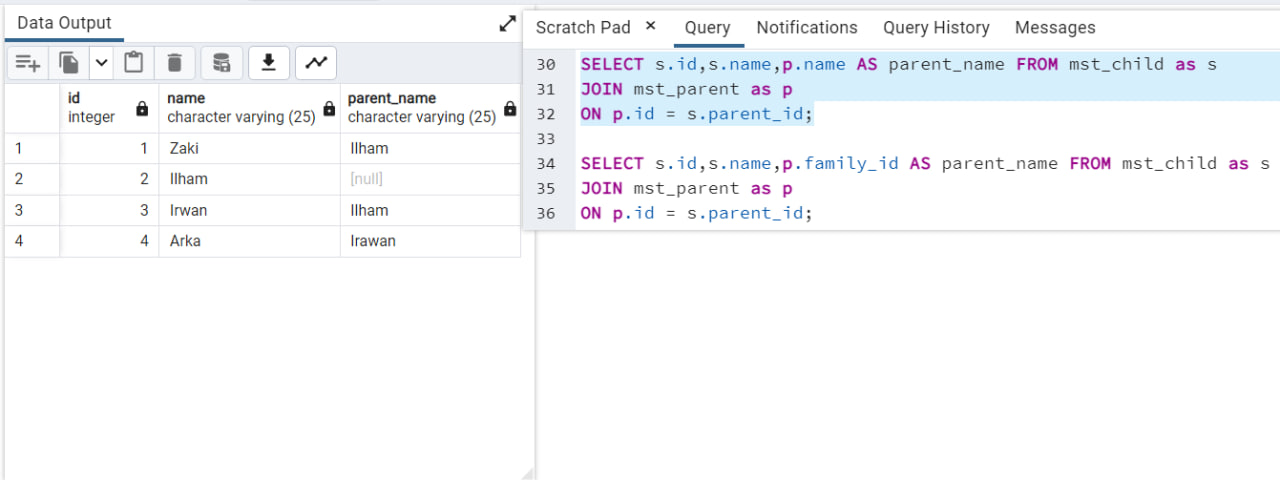 Data Output
id
integer
name
character varying (25)
parent_name
character varying (25)
1 1 Zaki Ilham
2 2 Ilham [null]
3 3 Irwan Ilham
4 4 Arka Irawan
Scratch Pad × Query Notifications Query History Messages
30 SELECT s.id,s.name,p.name AS parent_name FROM mst_child as s
31 JOIN mst_parent as p
32 ON p.id = s.parent_id;
33
34 SELECT s.id,s.name,p.family_id AS parent_name FROM mst_child as s
35 JOIN mst_parent as p
36 ON p.id = s.parent_id;